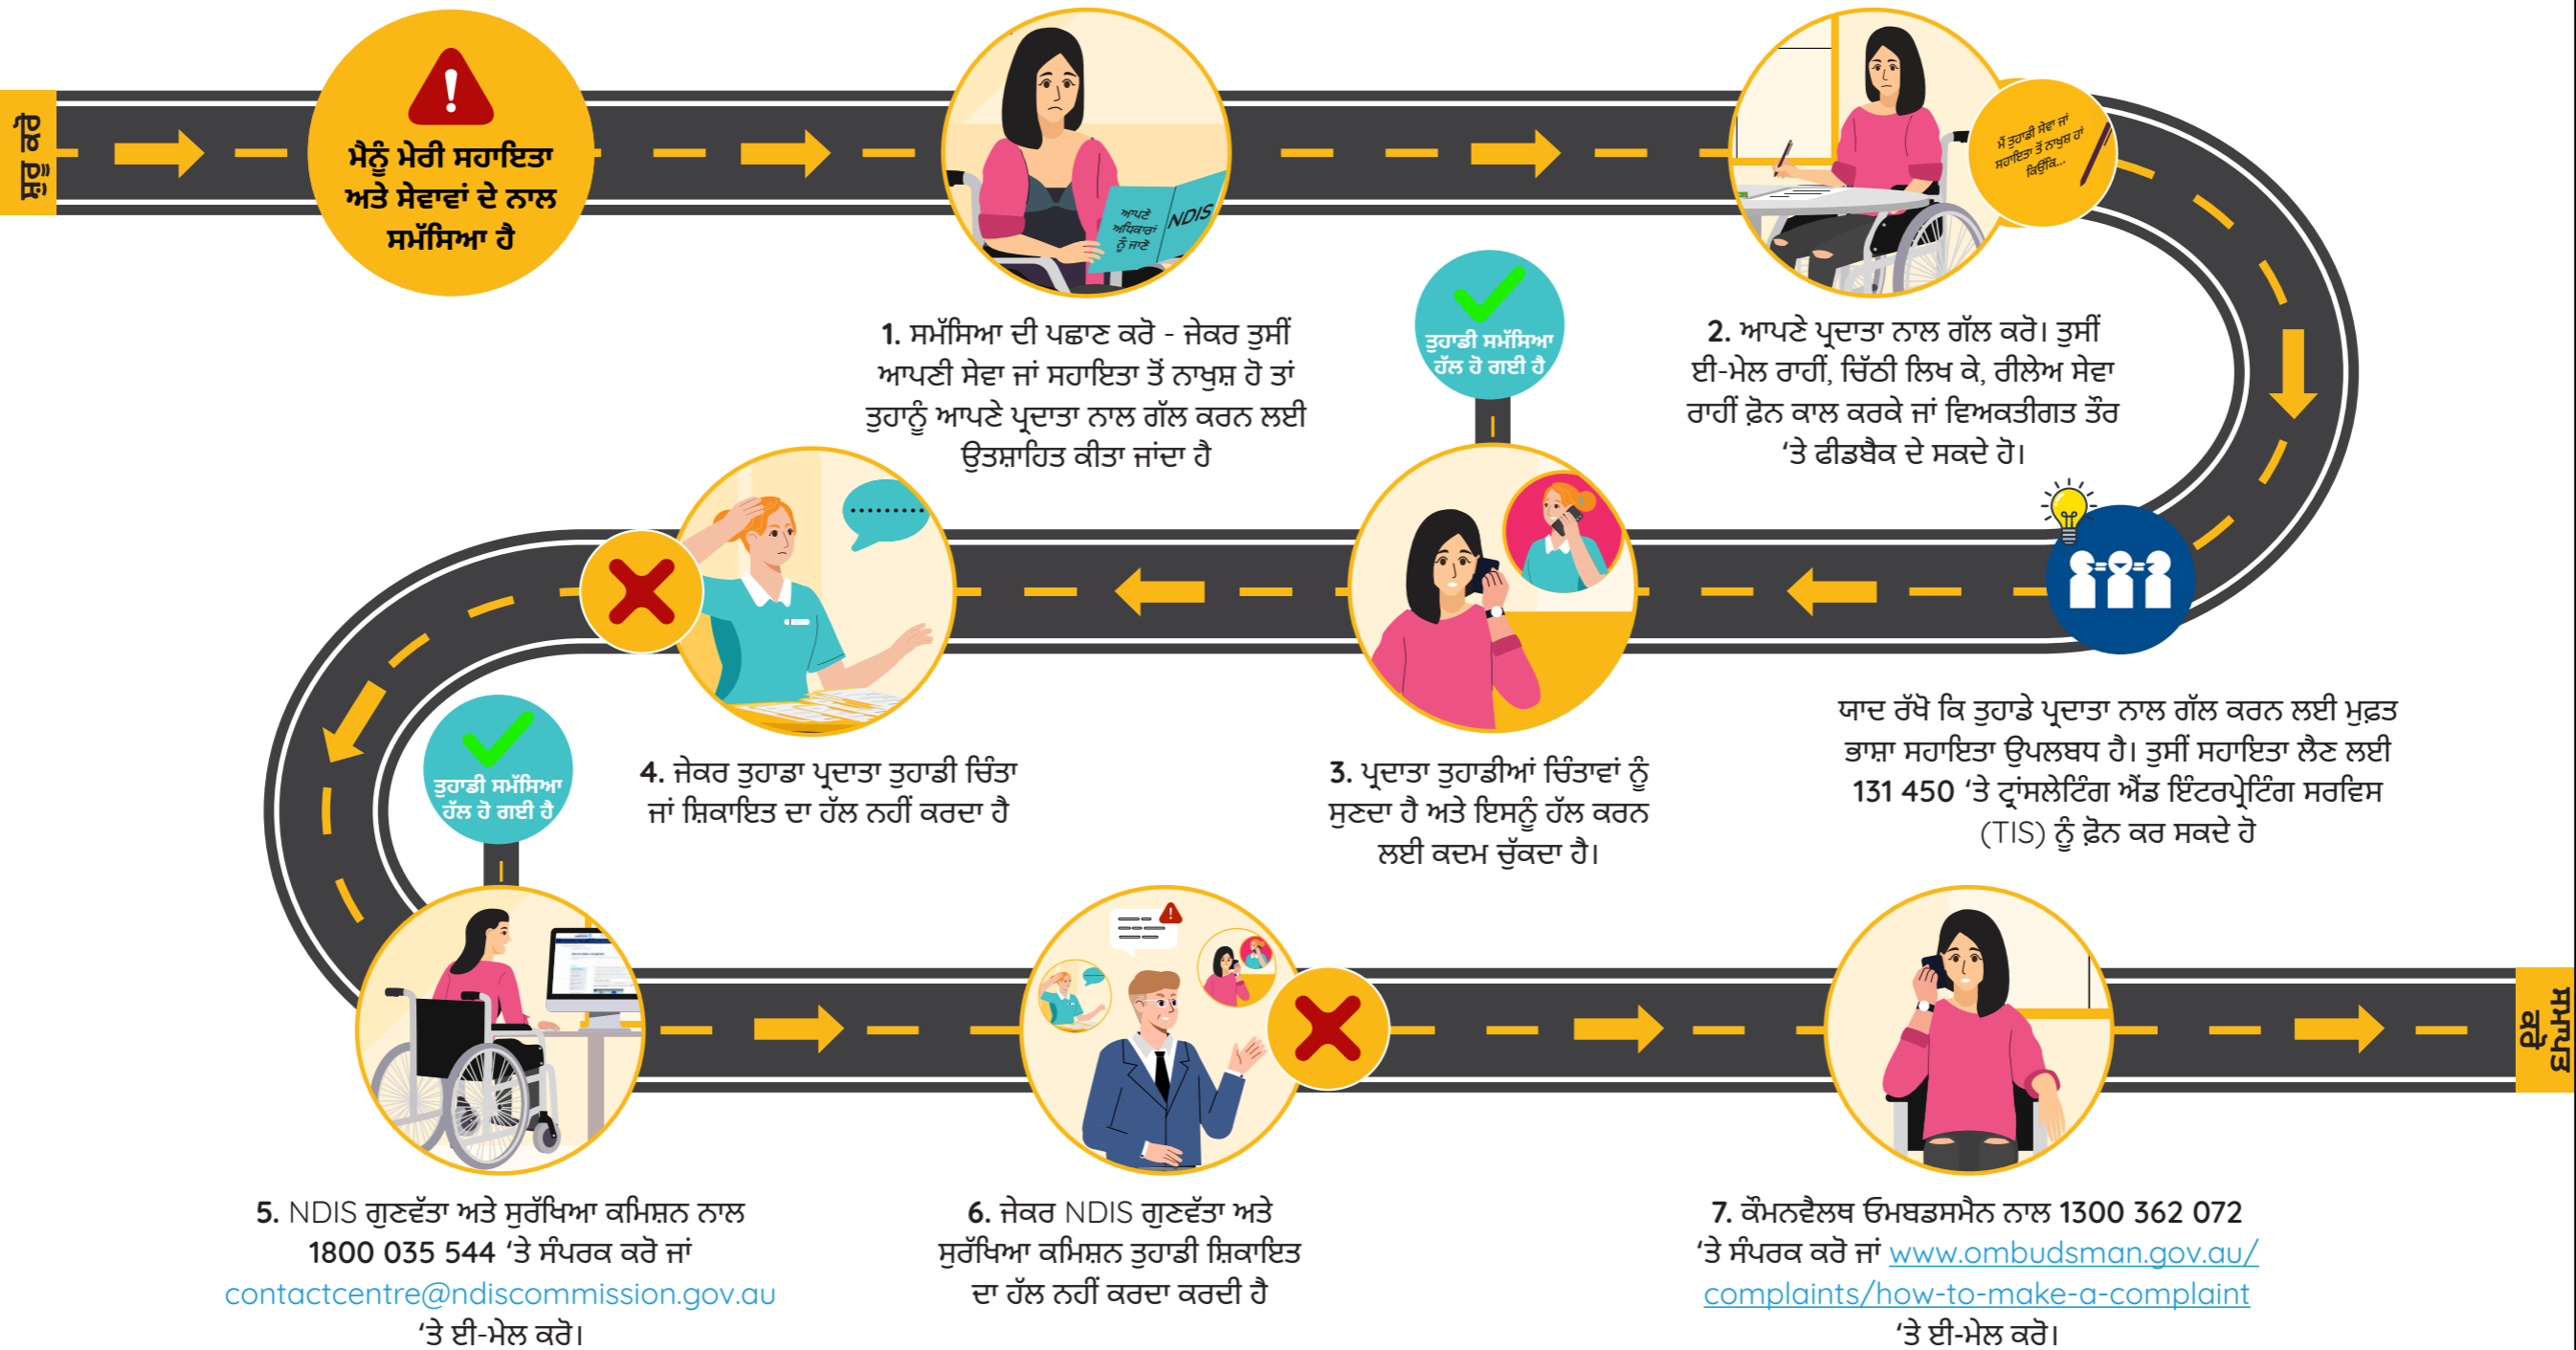 ਸ਼ੁਰੂ ਕਰੋ
ਮੈਨੂੰ ਮੇਰੀ ਸਹਾਇਤਾ
ਅਤੇ ਸੇਵਾਵਾਂ ਦੇ ਨਾਲ
ਸਮੱਸਿਆ ਹੈ
ਆਪਣੇ
ਅਧਿਕਾਰਾਂ
ਨੂੰ ਜਾਣੋ
NDIS
1. ਸਮੱਸਿਆ ਦੀ ਪਛਾਣ ਕਰੋ - ਜੇਕਰ ਤੁਸੀਂ
ਆਪਣੀ ਸੇਵਾ ਜਾਂ ਸਹਾਇਤਾ ਤੋਂ ਨਾਖੁਸ਼ ਹੋ ਤਾਂ
ਤੁਹਾਨੂੰ ਆਪਣੇ ਪ੍ਰਦਾਤਾ ਨਾਲ ਗੱਲ ਕਰਨ ਲਈ
ਉਤਸ਼ਾਹਿਤ ਕੀਤਾ ਜਾਂਦਾ ਹੈ
ਮੈਂ ਤੁਹਾਡੀ ਸੇਵਾ ਜਾਂ
ਸਹਾਇਤਾ ਤੋਂ ਨਾਖੁਸ਼ ਹਾਂ
ਕਿਉਂਕਿ...
2. ਆਪਣੇ ਪ੍ਰਦਾਤਾ ਨਾਲ ਗੱਲ ਕਰੋ। ਤੁਸੀਂ
ਈ-ਮੇਲ ਰਾਹੀਂ, ਚਿੱਠੀ ਲਿਖ ਕੇ, ਰੀਲੇਅ ਸੇਵਾ
ਰਾਹੀਂ ਫ਼ੋਨ ਕਾਲ ਕਰਕੇ ਜਾਂ ਵਿਅਕਤੀਗਤ ਤੌਰ
‘ਤੇ ਫੀਡਬੈਕ ਦੇ ਸਕਦੇ ਹੋ।
ਯਾਦ ਰੱਖੋ ਕਿ ਤੁਹਾਡੇ ਪ੍ਰਦਾਤਾ ਨਾਲ ਗੱਲ ਕਰਨ ਲਈ ਮੁਫ਼ਤ
ਭਾਸ਼ਾ ਸਹਾਇਤਾ ਉਪਲਬਧ ਹੈ। ਤੁਸੀਂ ਸਹਾਇਤਾ ਲੈਣ ਲਈ
131 450 ‘ਤੇ ਟ੍ਰਾਂਸਲੇਟਿੰਗ ਐਂਡ ਇੰਟਰਪ੍ਰੇਟਿੰਗ ਸਰਵਿਸ
(TIS) ਨੂੰ ਫ਼ੋਨ ਕਰ ਸਕਦੇ ਹੋ
ਤੁਹਾਡੀ ਸਮੱਸਿਆ
ਹੱਲ ਹੋ ਗਈ ਹੈ
3. ਪ੍ਰਦਾਤਾ ਤੁਹਾਡੀਆਂ ਚਿੰਤਾਵਾਂ ਨੂੰ
ਸੁਣਦਾ ਹੈ ਅਤੇ ਇਸਨੂੰ ਹੱਲ ਕਰਨ
ਲਈ ਕਦਮ ਚੁੱਕਦਾ ਹੈ।
4. ਜੇਕਰ ਤੁਹਾਡਾ ਪ੍ਰਦਾਤਾ ਤੁਹਾਡੀ ਚਿੰਤਾ
ਜਾਂ ਸ਼ਿਕਾਇਤ ਦਾ ਹੱਲ ਨਹੀਂ ਕਰਦਾ ਹੈ
ਤੁਹਾਡੀ ਸਮੱਸਿਆ
ਹੱਲ ਹੋ ਗਈ ਹੈ
5. NDIS ਗੁਣਵੱਤਾ ਅਤੇ ਸੁਰੱਖਿਆ ਕਮਿਸ਼ਨ ਨਾਲ
1800 035 544 ‘ਤੇ ਸੰਪਰਕ ਕਰੋ ਜਾਂ
contactcentre@ndiscommission.gov.au
‘ਤੇ ਈ-ਮੇਲ ਕਰੋ।
6. ਜੇਕਰ NDIS ਗੁਣਵੱਤਾ ਅਤੇ
ਸੁਰੱਖਿਆ ਕਮਿਸ਼ਨ ਤੁਹਾਡੀ ਸ਼ਿਕਾਇਤ
ਦਾ ਹੱਲ ਨਹੀਂ ਕਰਦਾ ਕਰਦੀ ਹੈ
7. ਕੌਮਨਵੈਲਥ ਓਮਬਡਸਮੈਨ ਨਾਲ 1300 362 072
‘ਤੇ ਸੰਪਰਕ ਕਰੋ ਜਾਂ www.ombudsman.gov.au/
complaints/how-to-make-a-complaint
‘ਤੇ ਈ-ਮੇਲ ਕਰੋ।
ਸਮਾਪਤ
ਕਰੋ